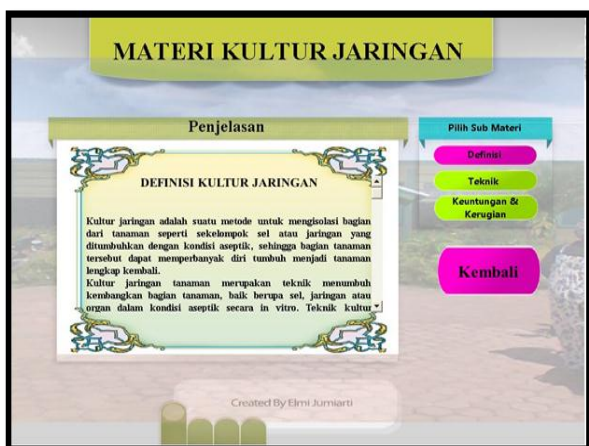 MATERI KULTUR JARINGAN
Penjelasan
DEFINISI KULTUR JARINGAN
Kultur jaringan adalah suatu metode untuk mengisolasi bagian
dari tanaman seperti sekelompok sel atau jaringan yang
ditumbuhkan dengan kondisi aseptik, sehingga bagian tanaman
tersebut dapat memperbanyak diri tumbuh menjadi tanaman
lengkap kembali.
Kultur jaringan tanaman merupakan teknik menumbuh
kembangkan bagian tanaman, baik berupa sel, jaringan atau
organ dalam kondisi aseptik secara in vitro. Teknik kultur
Pilih Sub Materi
Definisi
Teknik
Keuntungan &
Kerugian
Kembali
Created By Elmi Jumiarti